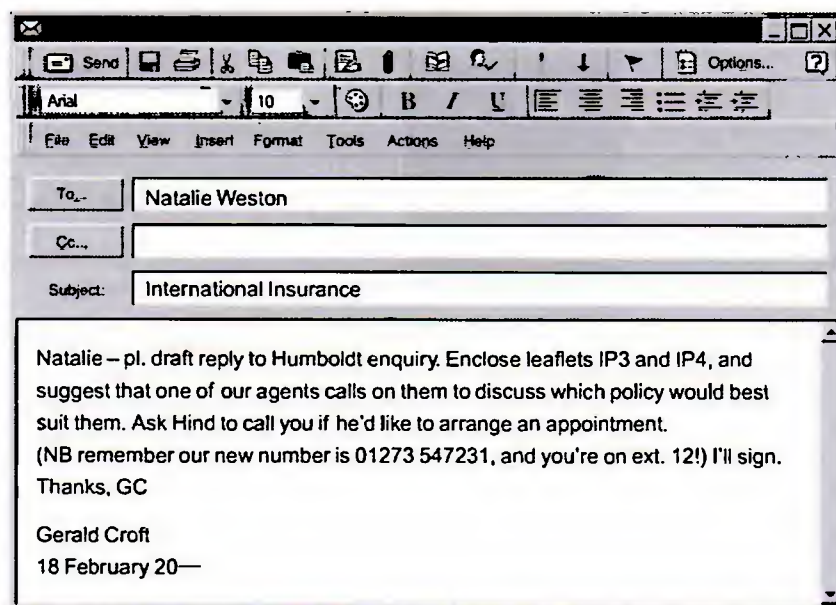 Send Options...
Arial 10 B I U
File Edit View Insert Format Tools Actions Help
To... Natalie Weston
Cc...
Subject: International Insurance
Natalie – pl. draft reply to Humboldt enquiry. Enclose leaflets IP3 and IP4, and
suggest that one of our agents calls on them to discuss which policy would best
suit them. Ask Hind to call you if he'd like to arrange an appointment.
(NB remember our new number is 01273 547231, and you're on ext. 12!) I'll sign.
Thanks, GC
Gerald Croft
18 February 20—